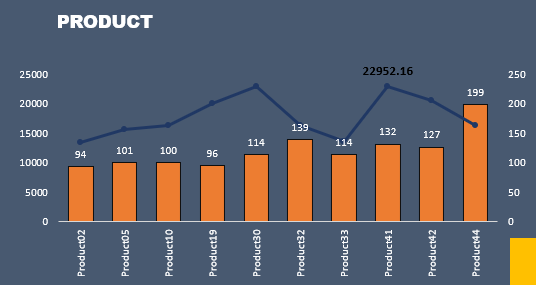 PRODUCT
22952.16
25000
20000
15000
10000
5000
0
250
200
150
100
50
0
94
101
100
96
114
139
114
132
127
199
Product02
Product05
Product10
Product19
Product30
Product32
Product33
Product41
Product42
Product44